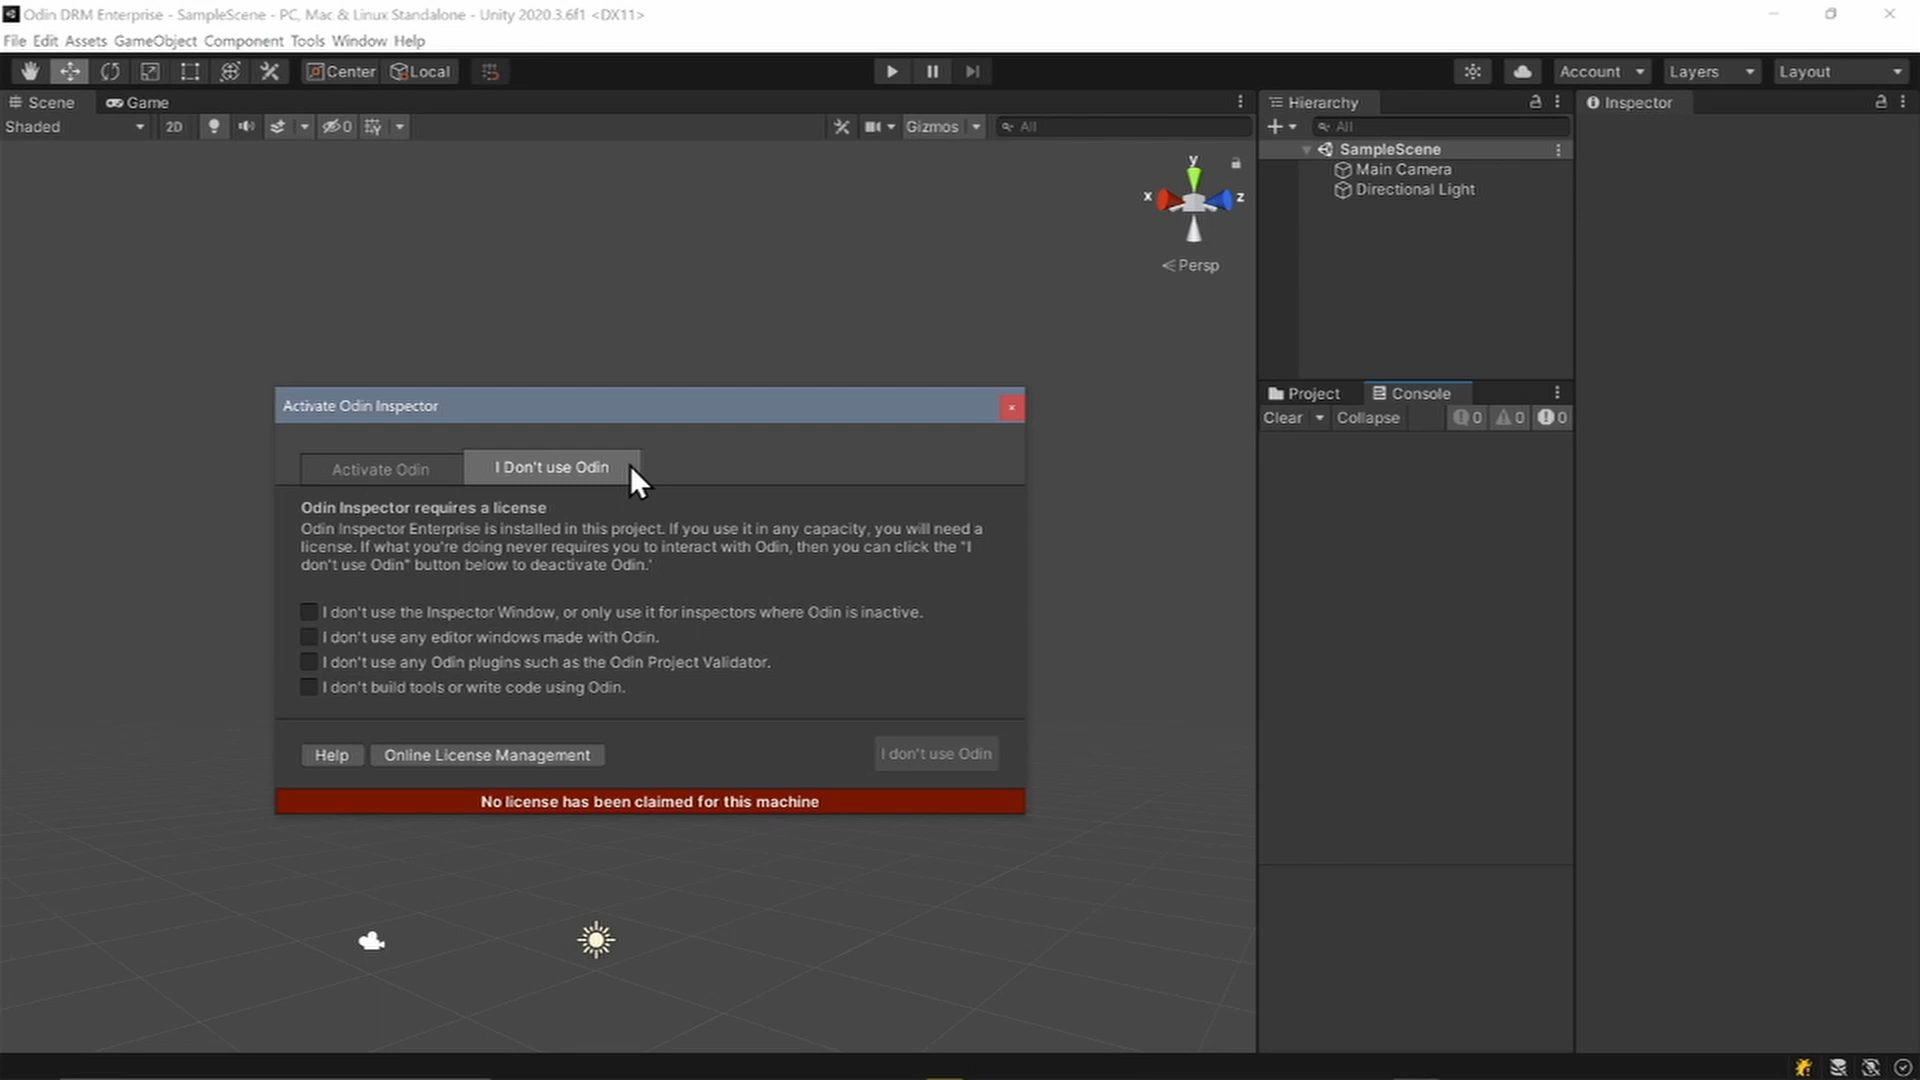 Odin DRM Enterprise - SampleScene - PC, Mac & Linux Standalone - Unity 2020.3.6f1 <DX11>
File Edit Assets GameObject Component Tools Window Help
Center Local Account Layers Layout
Scene Game Hierarchy Inspector
Shaded 2D 0 Gizmos All All
SampleScene
Main Camera
Directional Light
y
x z
Persp
Project Console
Clear Collapse 0 0 0
Activate Odin Inspector
Activate Odin I Don't use Odin
Odin Inspector requires a license
Odin Inspector Enterprise is installed in this project. If you use it in any capacity, you will need a
license. If what you're doing never requires you to interact with Odin, then you can click the "I
don't use Odin" button below to deactivate Odin.'
I don't use the Inspector Window, or only use it for inspectors where Odin is inactive.
I don't use any editor windows made with Odin.
I don't use any Odin plugins such as the Odin Project Validator.
I don't build tools or write code using Odin.
Help Online License Management I don't use Odin
No license has been claimed for this machine